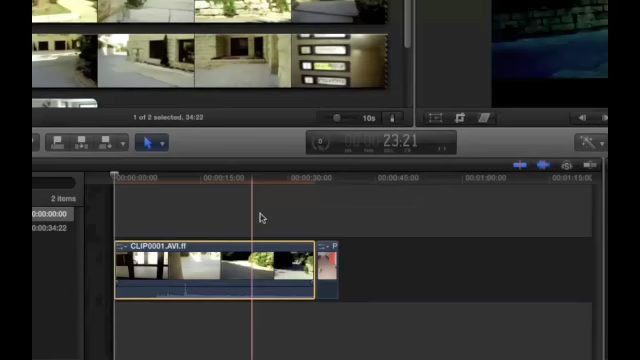 1 of 2 selected, 34:22
10s
23:21
2 items
00:00:00:00
00:00:15:00
00:00:30:00
00:00:45:00
00:01:00:00
00:01:15:00
0:00:00:00
0:00:34:22
CLIP0001.AVI.ff
P